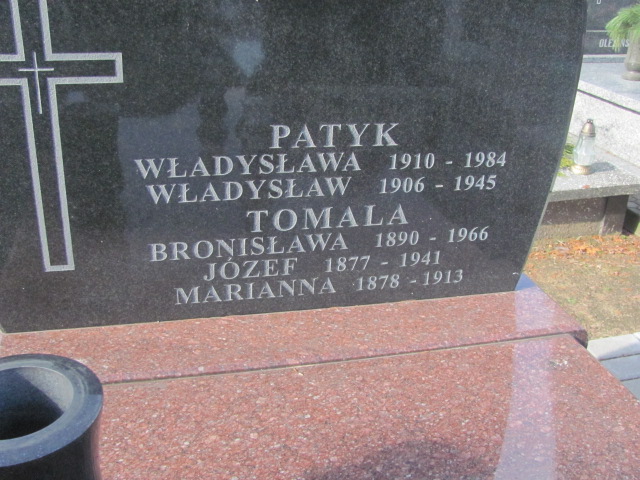 PATYK
WŁADYSŁAWA 1910 - 1984
WŁADYSŁAW 1906 - 1945
TOMALA
BRONISŁAWA 1890 - 1966
JÓZEF 1877 - 1941
MARIANNA 1878 - 1913